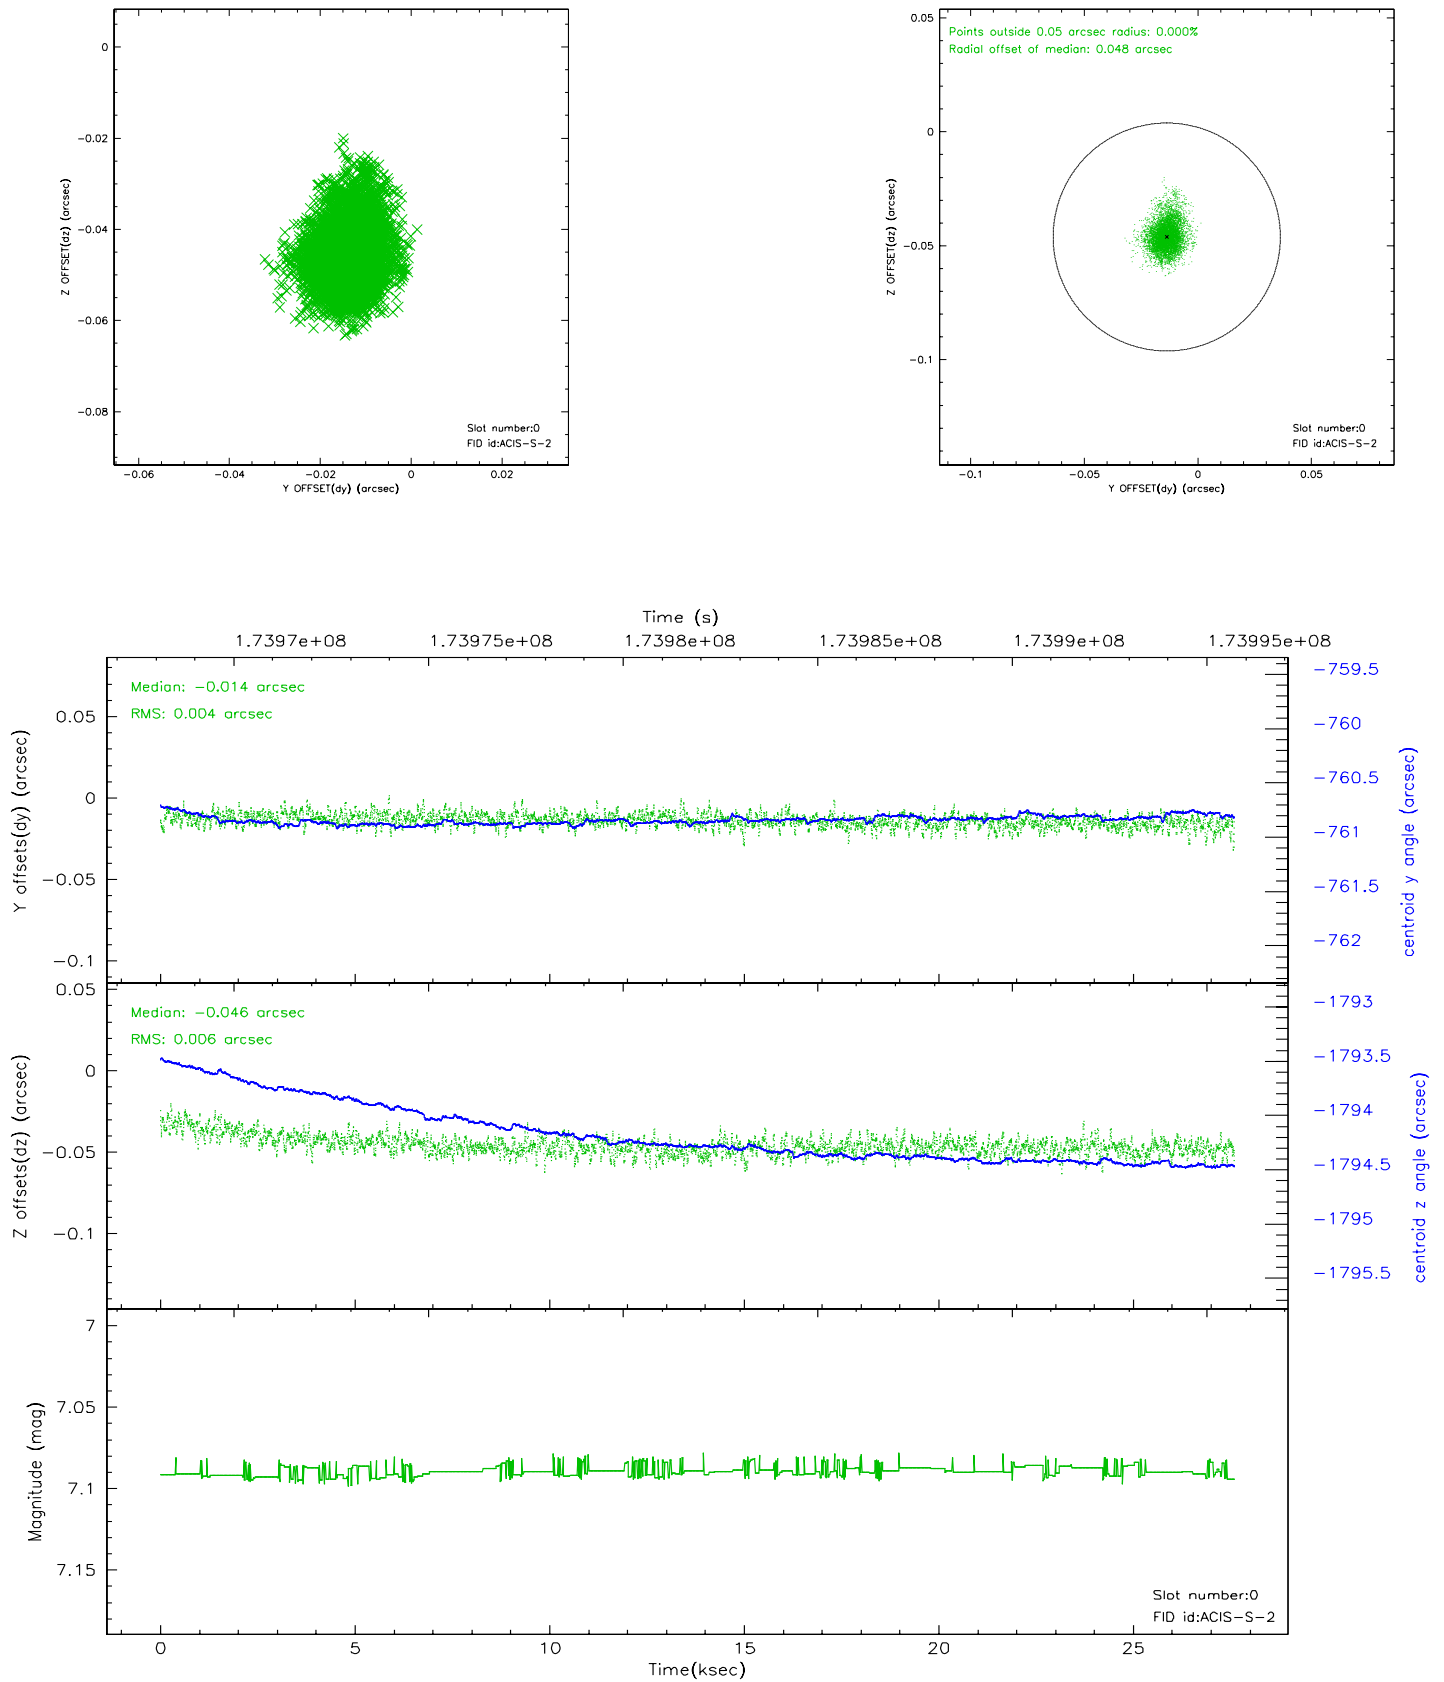 0
-0.02
-0.04
-0.06
-0.08
Z OFFSET(dz) (arcsec)
Slot number:0
FID id:ACIS-S-2
-0.06
-0.04
-0.02
0
0.02
Y OFFSET(dy) (arcsec)
0.05
0
-0.05
-0.1
Z OFFSET(dz) (arcsec)
Points outside 0.05 arcsec radius: 0.000%
Radial offset of median: 0.048 arcsec
Slot number:0
FID id:ACIS-S-2
-0.1
-0.05
0
0.05
Y OFFSET(dy) (arcsec)
Time (s)
1.7397e+08
1.73975e+08
1.7398e+08
1.73985e+08
1.7399e+08
1.73995e+08
Median: -0.014 arcsec
RMS: 0.004 arcsec
0.05
0
-0.05
-0.1
Y offsets(dy) (arcsec)
-759.5
-760
-760.5
-761
-761.5
-762
centroid y angle (arcsec)
Median: -0.046 arcsec
RMS: 0.006 arcsec
0.05
0
-0.05
-0.1
Z offsets(dz) (arcsec)
-1793
-1793.5
-1794
-1794.5
-1795
-1795.5
centroid z angle (arcsec)
7
7.05
7.1
7.15
Magnitude (mag)
Slot number:0
FID id:ACIS-S-2
0
5
10
15
20
25
Time(ksec)